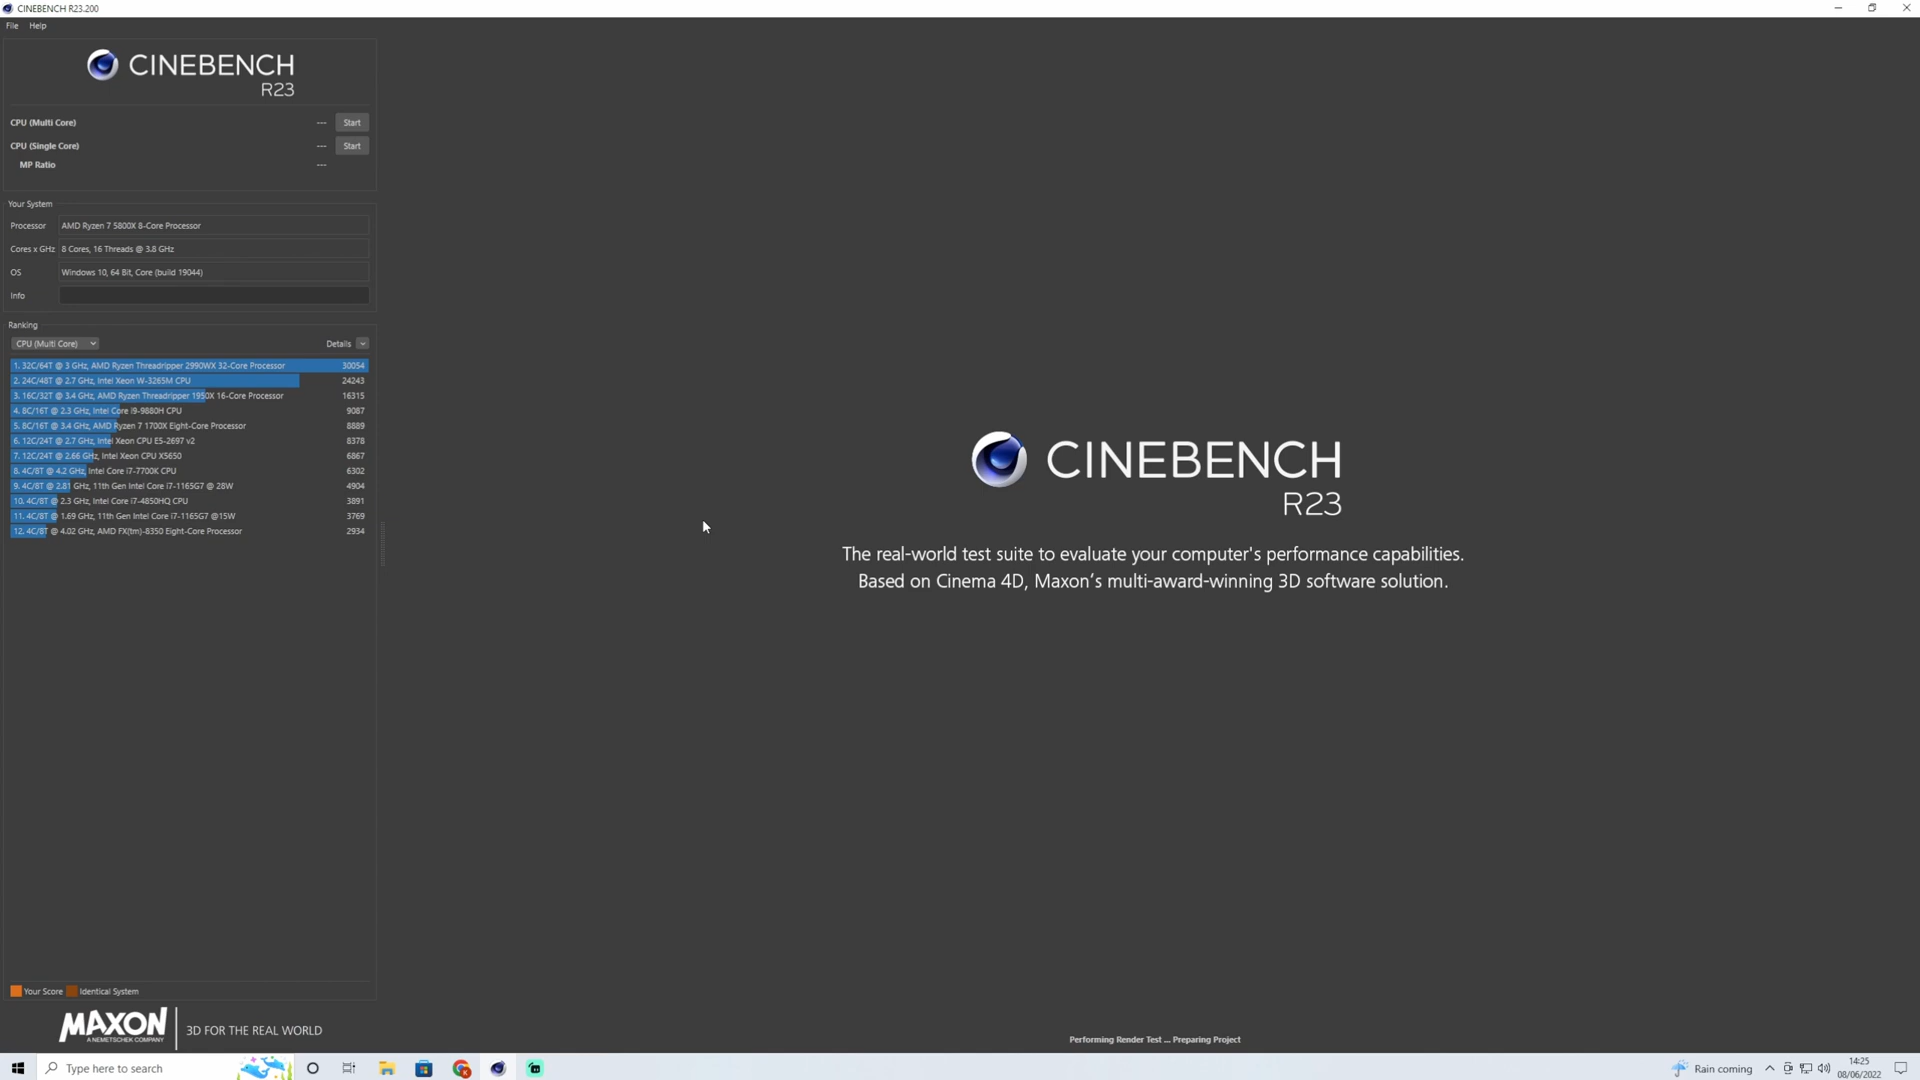 CINEBENCH R23.200
File Help
CINEBENCH
R23
CPU (Multi Core) --- Start
CPU (Single Core) --- Start
MP Ratio ---
Your System
Processor AMD Ryzen 7 5800X 8-Core Processor
Cores x GHz 8 Cores, 16 Threads @ 3.8 GHz
OS Windows 10, 64 Bit, Core (build 19044)
Info
Ranking
CPU (Multi Core) Details
1. 32C/64T @ 3 GHz, AMD Ryzen Threadripper 2990WX 32-Core Processor 30054
2. 24C/48T @ 2.7 GHz, Intel Xeon W-3265M CPU 24243
3. 16C/32T @ 3.4 GHz, AMD Ryzen Threadripper 1950X 16-Core Processor 16315
4. 8C/16T @ 2.3 GHz, Intel Core i9-9880H CPU 9087
5. 8C/16T @ 3.4 GHz, AMD Ryzen 7 1700X Eight-Core Processor 8889
6. 12C/24T @ 2.7 GHz, Intel Xeon CPU E5-2697 v2 8378
7. 12C/24T @ 2.66 GHz, Intel Xeon CPU X5650 6867
8. 4C/8T @ 4.2 GHz, Intel Core i7-7700K CPU 6302
9. 4C/8T @ 2.81 GHz, 11th Gen Intel Core i7-1165G7 @ 28W 4904
10. 4C/8T @ 2.3 GHz, Intel Core i7-4850HQ CPU 3891
11. 4C/8T @ 1.69 GHz, 11th Gen Intel Core i7-1165G7 @15W 3769
12. 4C/8T @ 4.02 GHz, AMD FX(tm)-8350 Eight-Core Processor 2934
CINEBENCH
R23
The real-world test suite to evaluate your computer's performance capabilities.
Based on Cinema 4D, Maxon's multi-award-winning 3D software solution.
Your Score Identical System
MAXON
A NEMETSCHEK COMPANY
3D FOR THE REAL WORLD
Performing Render Test ... Preparing Project
Type here to search
Rain coming
14:25
08/06/2022